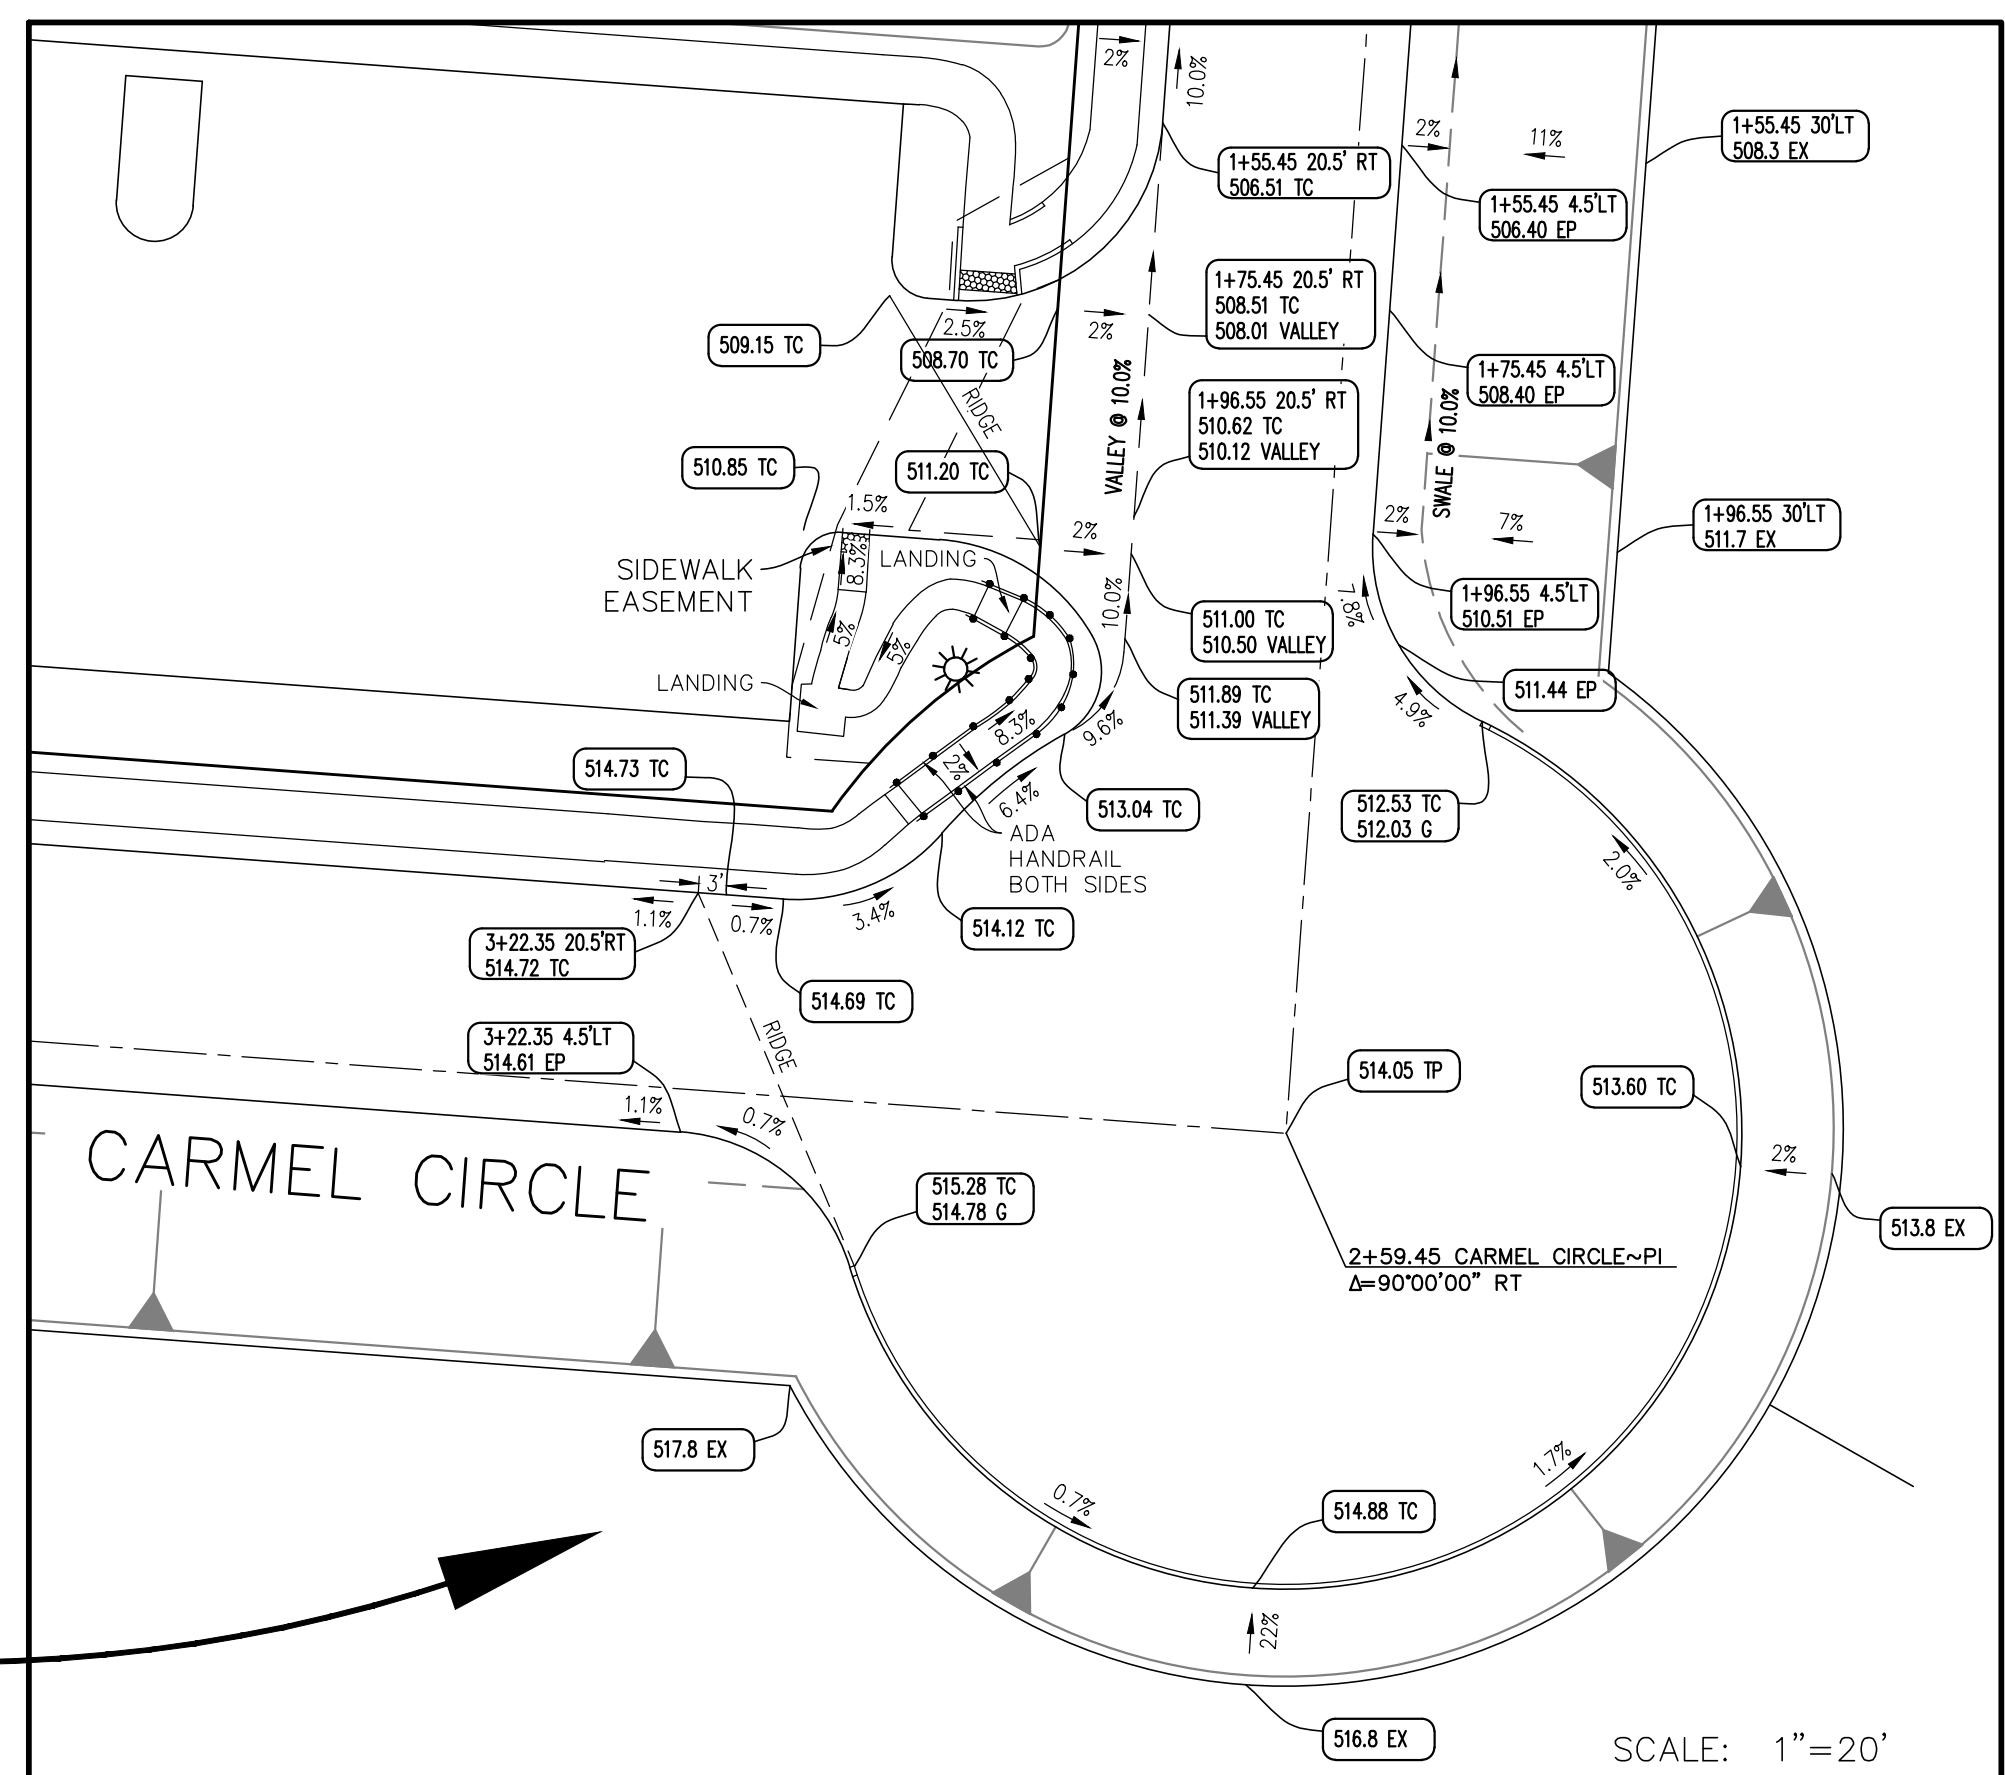 2%
10.0%
1+55.45 20.5' RT
506.51 TC
2%
11%
1+55.45 30'LT
508.3 EX
1+55.45 4.5'LT
506.40 EP
1+75.45 20.5' RT
508.51 TC
508.01 VALLEY
509.15 TC
2.5%
508.70 TC
2%
RIDGE
VALLEY @ 10.0%
1+75.45 4.5'LT
508.40 EP
1+96.55 20.5' RT
510.62 TC
510.12 VALLEY
SWALE @ 10.0%
510.85 TC
511.20 TC
1.5%
2%
2%
7%
1+96.55 30'LT
511.7 EX
SIDEWALK
EASEMENT
8.3%
LANDING
10.0%
7.8%
1+96.55 4.5'LT
510.51 EP
511.00 TC
510.50 VALLEY
5%
5%
LANDING
511.89 TC
511.39 VALLEY
511.44 EP
4.9%
9.6%
8.3%
2%
6.4%
514.73 TC
513.04 TC
512.53 TC
512.03 G
ADA
HANDRAIL
BOTH SIDES
2.0%
3'
1.1%
0.7%
3.4%
514.12 TC
3+22.35 20.5'RT
514.72 TC
514.69 TC
3+22.35 4.5'LT
514.61 EP
RIDGE
514.05 TP
513.60 TC
1.1%
0.7%
CARMEL CIRCLE
2%
515.28 TC
514.78 G
513.8 EX
2+59.45 CARMEL CIRCLE~PI
Δ=90°00'00" RT
517.8 EX
0.7%
1.7%
514.88 TC
22%
516.8 EX
SCALE: 1"=20'